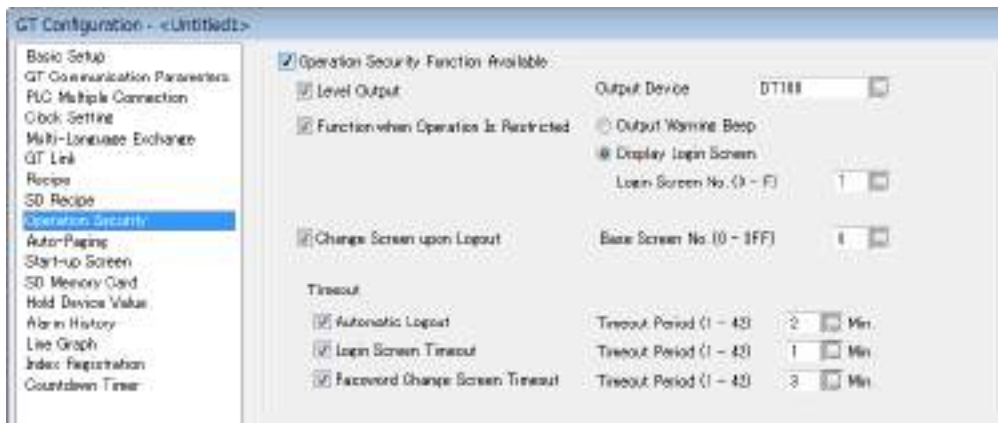 GT Configuration - <Untitled1>
Basic Setup
GT Communication Parameters
PLC Multiple Connection
Clock Setting
Multi-Language Exchange
GT Link
Recipe
SD Recipe
Operation Security
Auto-Paging
Start-up Screen
SD Memory Card
Hold Device Value
Alarm History
Line Graph
Index Registration
Countdown Timer
Operation Security Function Available
Level Output Output Device DT100
Function when Operation Is Restricted Output Warning Beep
Display Login Screen
Login Screen No. (0 - F)
Change Screen upon Logout Base Screen No. (0 - 3FF)
Timeout
Automatic Logout Timeout Period (1 - 42) 2 Min.
Login Screen Timeout Timeout Period (1 - 42) 1 Min.
Password Change Screen Timeout Timeout Period (1 - 42) 3 Min.